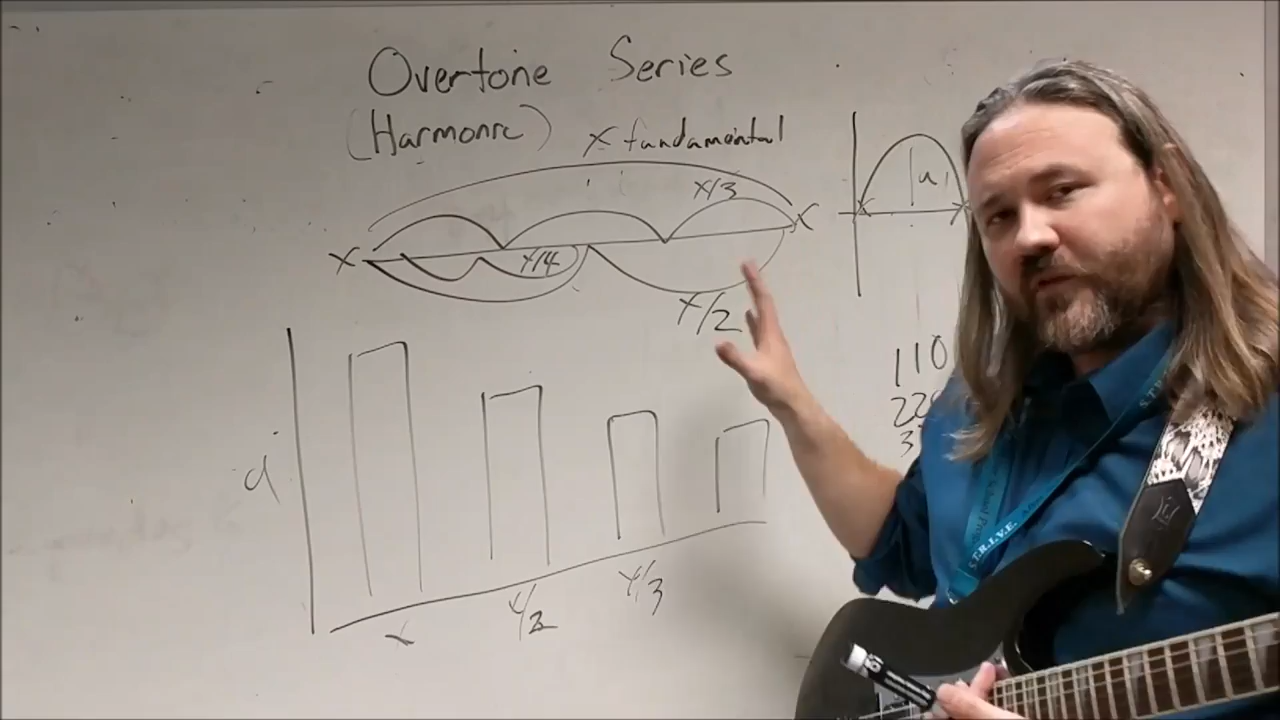 Overtone Series
(Harmonic)
x fundamental
x/3
a
X
X
x/4
x/2
110
d
x
x/2
x/3
S.T.R.I.V.E.